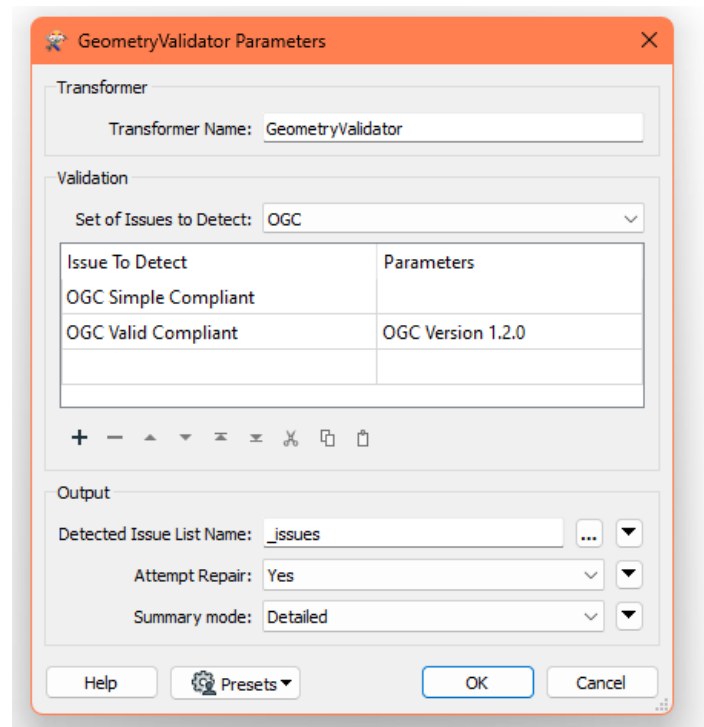 GeometryValidator Parameters
Transformer
Transformer Name: GeometryValidator
Validation
Set of Issues to Detect: OGC
Issue To Detect Parameters
OGC Simple Compliant
OGC Valid Compliant OGC Version 1.2.0
Output
Detected Issue List Name: _issues ...
Attempt Repair: Yes
Summary mode: Detailed
Help Presets OK Cancel